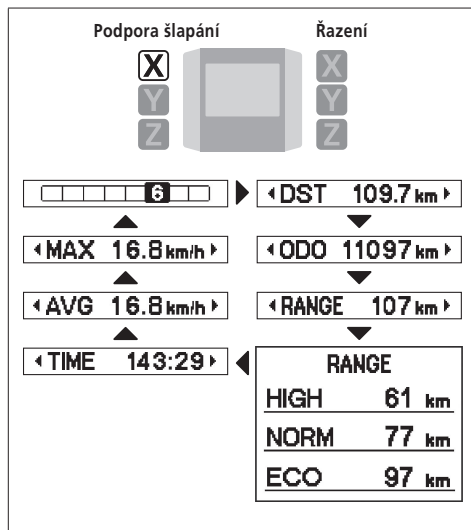 Podpora šlapání Řazení
X X
Y Y
Z Z
6 DST 109.7 km
MAX 16.8 km/h ODO 11097 km
AVG 16.8 km/h RANGE 107 km
TIME 143:29 RANGE
HIGH 61 km
NORM 77 km
ECO 97 km